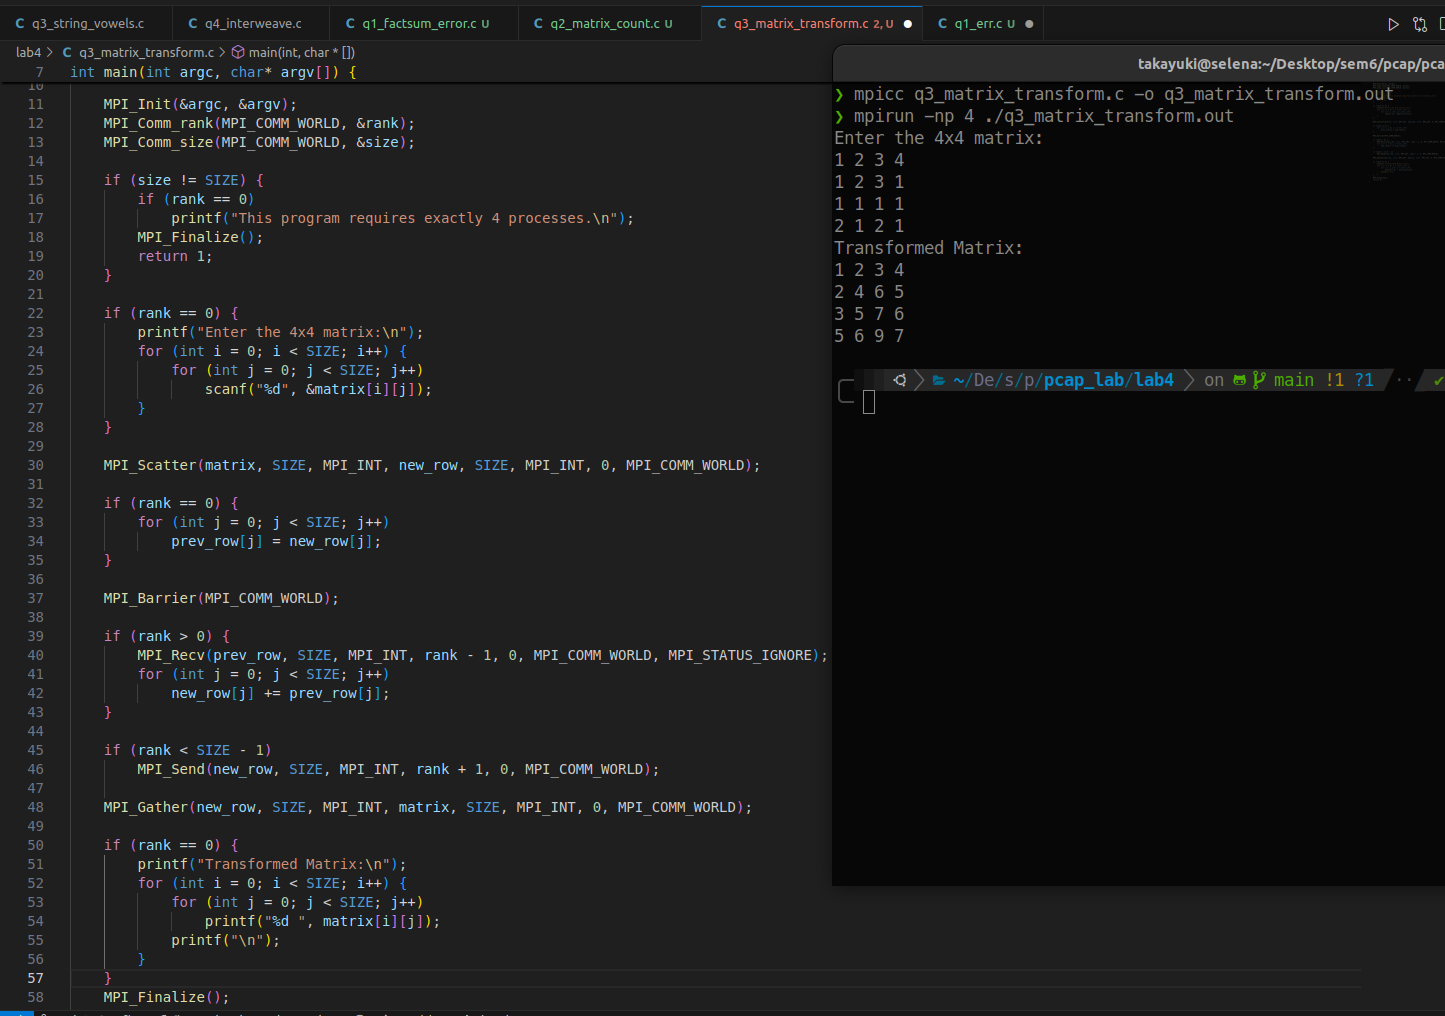 C q3_string_vowels.c C q4_interweave.c C q1_factsum_error.c U C q2_matrix_count.c U C q3_matrix_transform.c 2, U ● C q1_err.c U ●
lab4 > C q3_matrix_transform.c > main(int, char * [])
7 int main(int argc, char* argv[]) {
10
11 MPI_Init(&argc, &argv);
12 MPI_Comm_rank(MPI_COMM_WORLD, &rank);
13 MPI_Comm_size(MPI_COMM_WORLD, &size);
14
15 if (size != SIZE) {
16 if (rank == 0)
17 printf("This program requires exactly 4 processes.\n");
18 MPI_Finalize();
19 return 1;
20 }
21
22 if (rank == 0) {
23 printf("Enter the 4x4 matrix:\n");
24 for (int i = 0; i < SIZE; i++) {
25 for (int j = 0; j < SIZE; j++)
26 scanf("%d", &matrix[i][j]);
27 }
28 }
29
30 MPI_Scatter(matrix, SIZE, MPI_INT, new_row, SIZE, MPI_INT, 0, MPI_COMM_WORLD);
31
32 if (rank == 0) {
33 for (int j = 0; j < SIZE; j++)
34 prev_row[j] = new_row[j];
35 }
36
37 MPI_Barrier(MPI_COMM_WORLD);
38
39 if (rank > 0) {
40 MPI_Recv(prev_row, SIZE, MPI_INT, rank - 1, 0, MPI_COMM_WORLD, MPI_STATUS_IGNORE);
41 for (int j = 0; j < SIZE; j++)
42 new_row[j] += prev_row[j];
43 }
44
45 if (rank < SIZE - 1)
46 MPI_Send(new_row, SIZE, MPI_INT, rank + 1, 0, MPI_COMM_WORLD);
47
48 MPI_Gather(new_row, SIZE, MPI_INT, matrix, SIZE, MPI_INT, 0, MPI_COMM_WORLD);
49
50 if (rank == 0) {
51 printf("Transformed Matrix:\n");
52 for (int i = 0; i < SIZE; i++) {
53 for (int j = 0; j < SIZE; j++)
54 printf("%d ", matrix[i][j]);
55 printf("\n");
56 }
57 }
58 MPI_Finalize();
takayuki@selena:~/Desktop/sem6/pcap/pca
❯ mpicc q3_matrix_transform.c -o q3_matrix_transform.out
❯ mpirun -np 4 ./q3_matrix_transform.out
Enter the 4x4 matrix:
1 2 3 4
1 2 3 1
1 1 1 1
2 1 2 1
Transformed Matrix:
1 2 3 4
2 4 6 5
3 5 7 6
5 6 9 7
~/De/s/p/pcap_lab/lab4 on main !1 ?1 ·· ✔